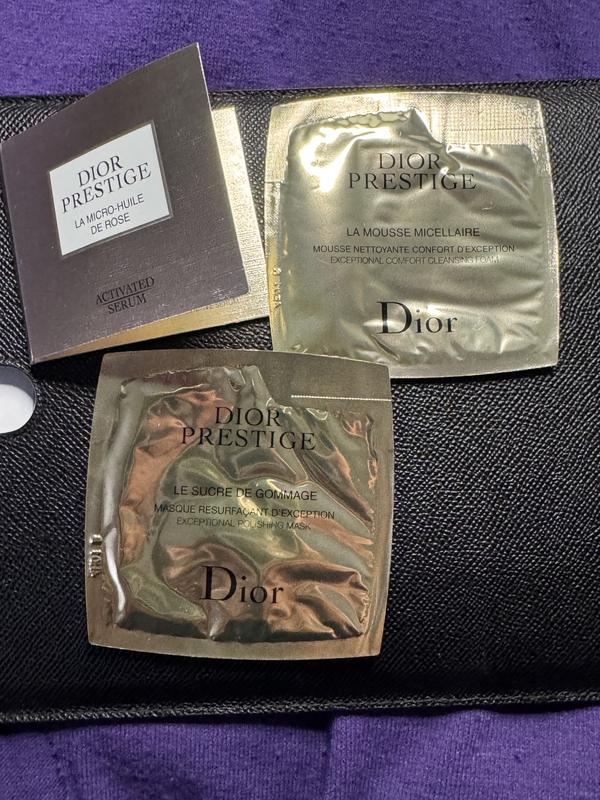 DIOR
PRESTIGE
LA MICRO-HUILE
DE ROSE
ACTIVATED
SERUM
DIOR
PRESTIGE
LA MOUSSE MICELLAIRE
MOUSSE NETTOYANTE CONFORT D'EXCEPTION
EXCEPTIONAL COMFORT CLEANSING FOAM
Dior
DIOR
PRESTIGE
LE SUCRE DE GOMMAGE
MASQUE RESURFAÇANT D'EXCEPTION
EXCEPTIONAL POLISHING MASK
Dior